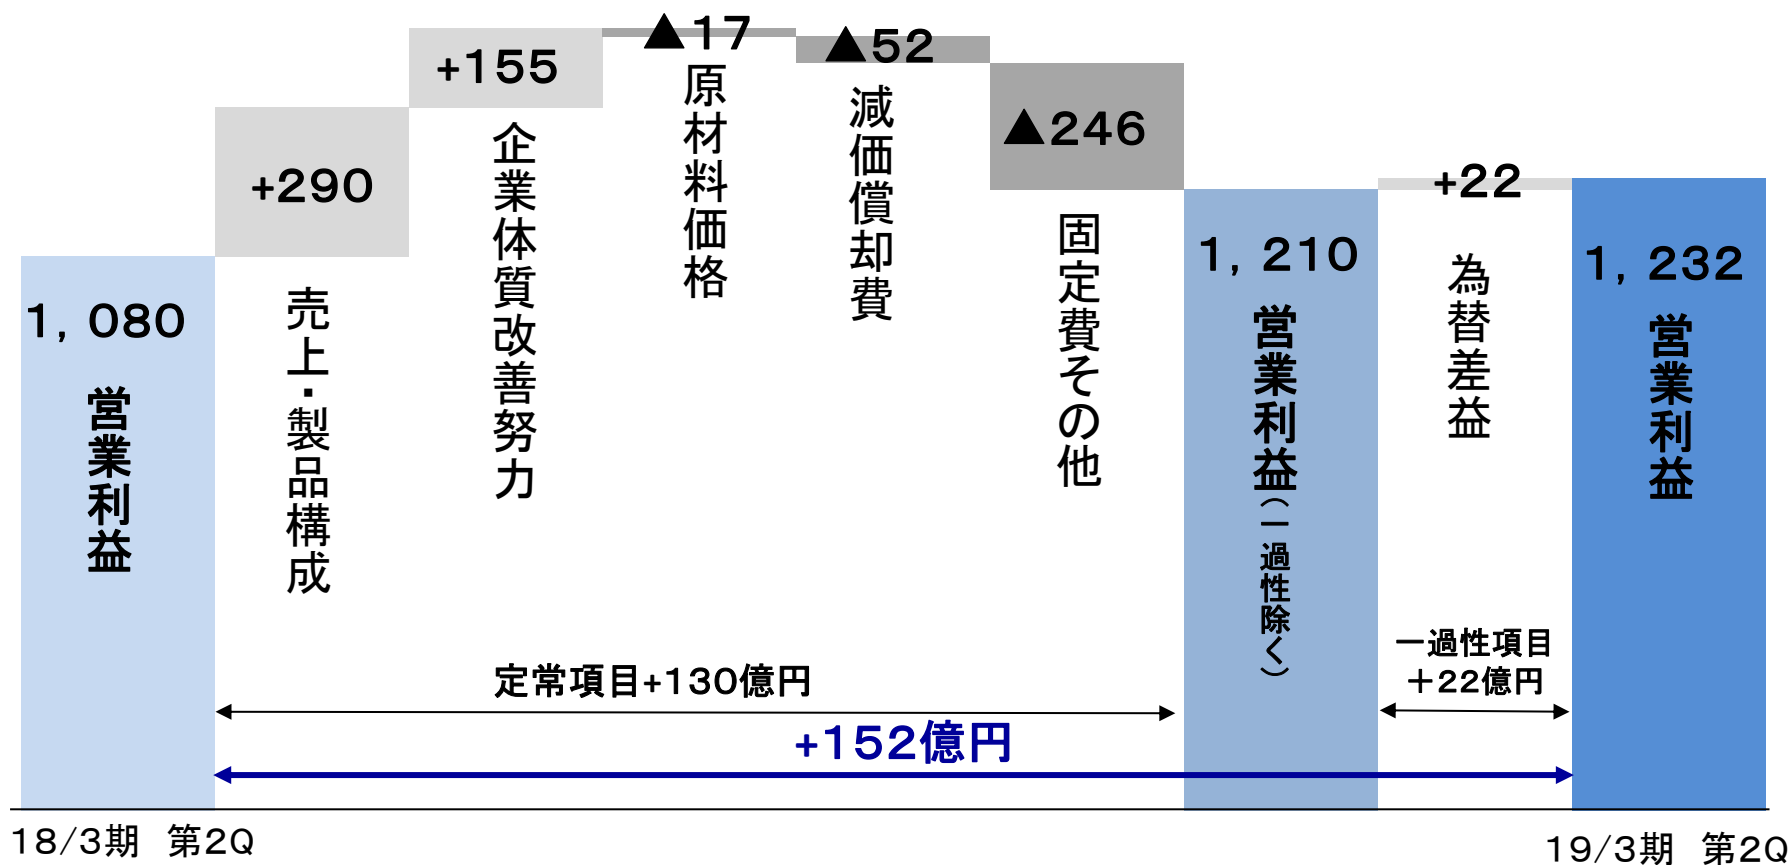 1,080
営業利益
+290
売上・製品構成
+155
企業体質改善努力
▲17
原材料価格
▲52
減価償却費
▲246
固定費その他
1,210
営業利益(一過性除く)
+22
為替差益
1,232
営業利益
定常項目+130億円
一過性項目
＋22億円
+152億円
18/3期 第2Q
19/3期 第2Q